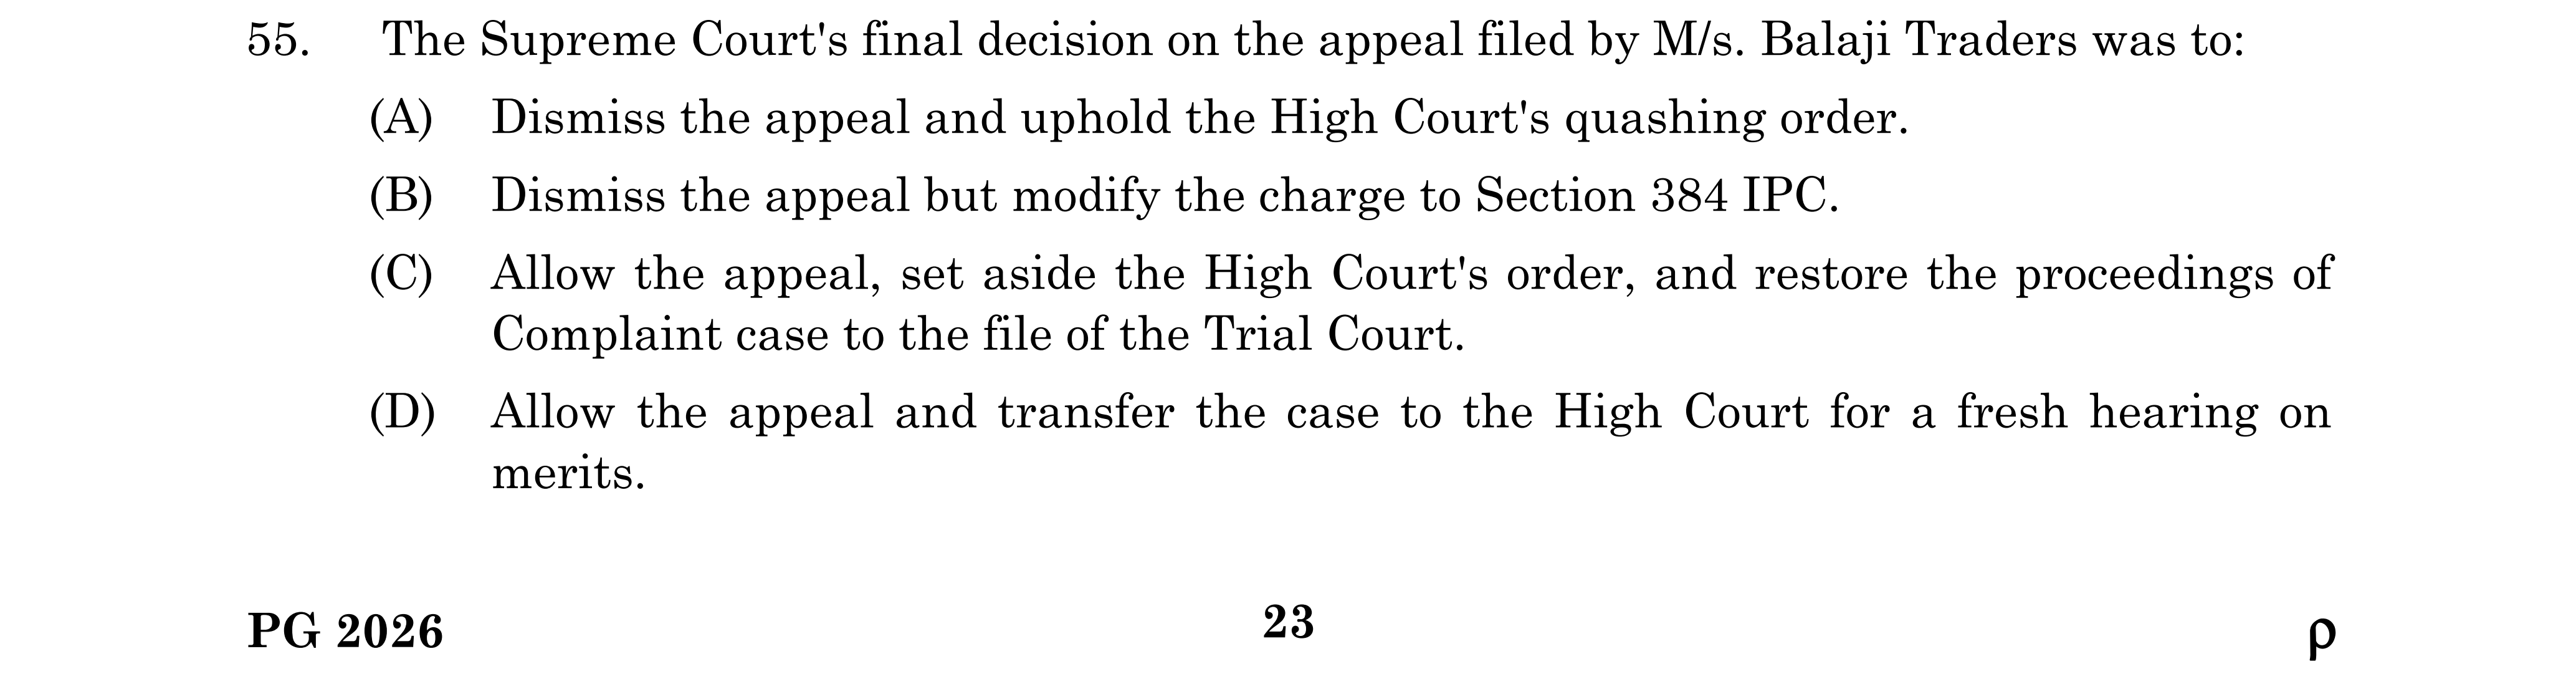 55. The Supreme Court's final decision on the appeal filed by M/s. Balaji Traders was to:
(A) Dismiss the appeal and uphold the High Court's quashing order.
(B) Dismiss the appeal but modify the charge to Section 384 IPC.
(C) Allow the appeal, set aside the High Court's order, and restore the proceedings of
Complaint case to the file of the Trial Court.
(D) Allow the appeal and transfer the case to the High Court for a fresh hearing on
merits.
PG 2026 23 ρ